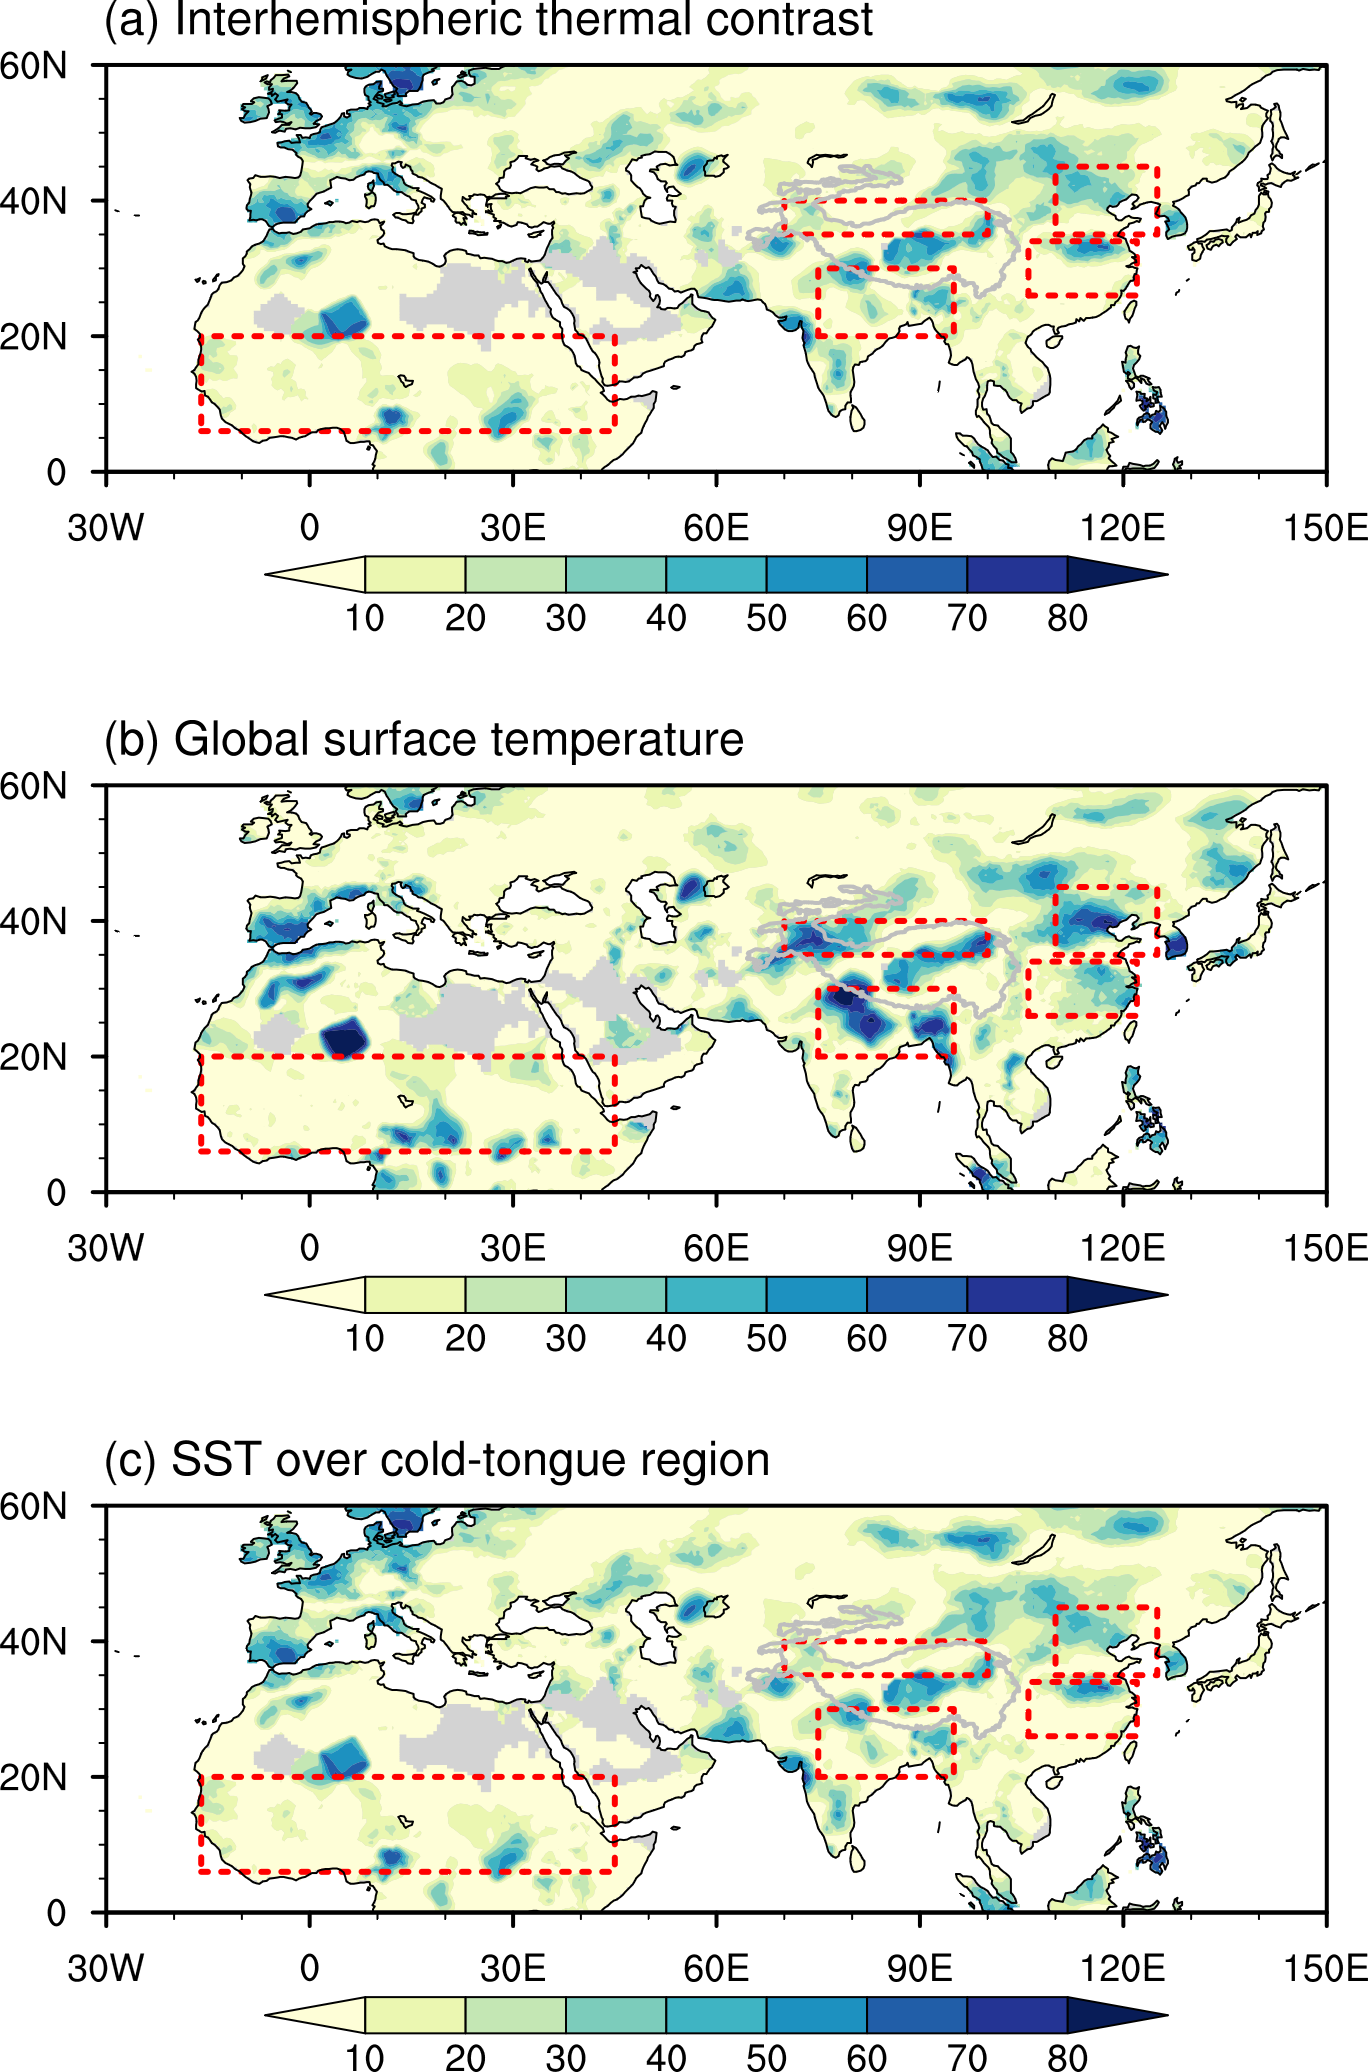 (a) Interhemispheric thermal contrast
60N
40N
20N
0
30W 0 30E 60E 90E 120E 150E
10 20 30 40 50 60 70 80
(b) Global surface temperature
60N
40N
20N
0
30W 0 30E 60E 90E 120E 150E
10 20 30 40 50 60 70 80
(c) SST over cold-tongue region
60N
40N
20N
0
30W 0 30E 60E 90E 120E 150E
10 20 30 40 50 60 70 80